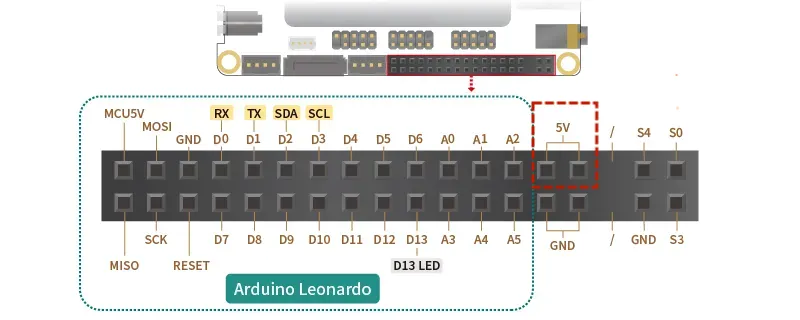 MCU5V
MOSI
GND
RX TX SDA SCL
D0 D1 D2 D3 D4 D5 D6 A0 A1 A2
5V
/ S4 S0
MISO
SCK
RESET
D7 D8 D9 D10 D11 D12 D13 A3 A4 A5
D13 LED
GND
/ GND S3
Arduino Leonardo